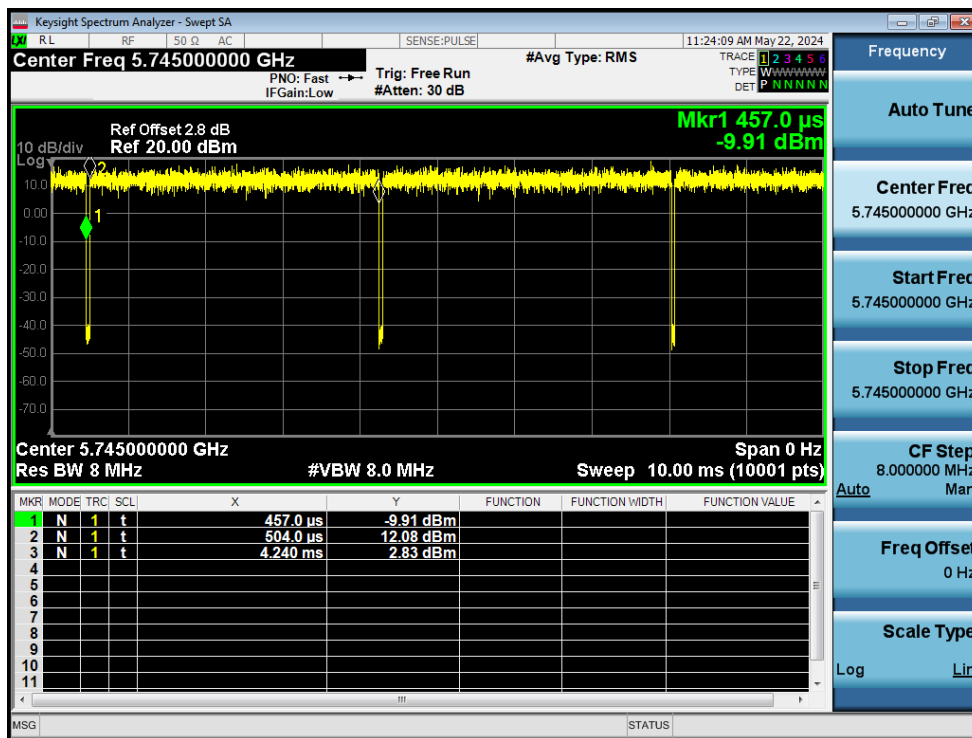 Keysight Spectrum Analyzer - Swept SA
LXI RL RF 50 Ω AC SENSE:PULSE 11:24:09 AM May 22, 2024
Center Freq 5.745000000 GHz #Avg Type: RMS TRACE 1 2 3 4 5 6
PNO: Fast Trig: Free Run TYPE WWWWWW
IFGain:Low #Atten: 30 dB DET P N N N N N
Mkr1 457.0 µs
-9.91 dBm
Ref Offset 2.8 dB
10 dB/div Ref 20.00 dBm
Log
2
10.0
0.00
1
-10.0
-20.0
-30.0
-40.0
-50.0
-60.0
-70.0
Center 5.745000000 GHz Span 0 Hz
Res BW 8 MHz #VBW 8.0 MHz Sweep 10.00 ms (10001 pts)
MKR MODE TRC SCL X Y FUNCTION FUNCTION WIDTH FUNCTION VALUE
1 N 1 t 457.0 µs -9.91 dBm
2 N 1 t 504.0 µs 12.08 dBm
3 N 1 t 4.240 ms 2.83 dBm
4
5
6
7
8
9
10
11
MSG STATUS
Frequency
Auto Tune
Center Freq
5.745000000 GHz
Start Freq
5.745000000 GHz
Stop Freq
5.745000000 GHz
CF Step
8.000000 MHz
Auto Man
Freq Offset
0 Hz
Scale Type
Log Lin